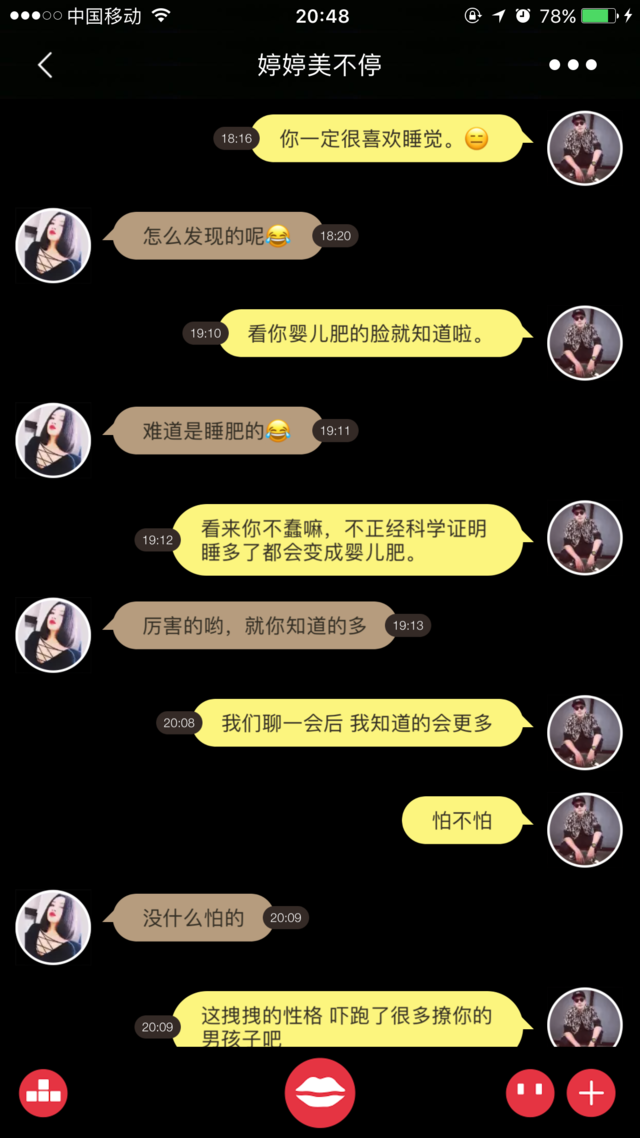 中国移动 20:48 78%
婷婷美不停
18:16 你一定很喜欢睡觉。😑
怎么发现的呢😂 18:20
19:10 看你婴儿肥的脸就知道啦。
难道是睡肥的😂 19:11
看来你不蠢嘛，不正经科学证明
19:12 睡多了都会变成婴儿肥。
厉害的哟，就你知道的多 19:13
20:08 我们聊一会后 我知道的会更多
怕不怕
没什么怕的 20:09
这拽拽的性格 吓跑了很多撩你的
20:09 男孩子吧